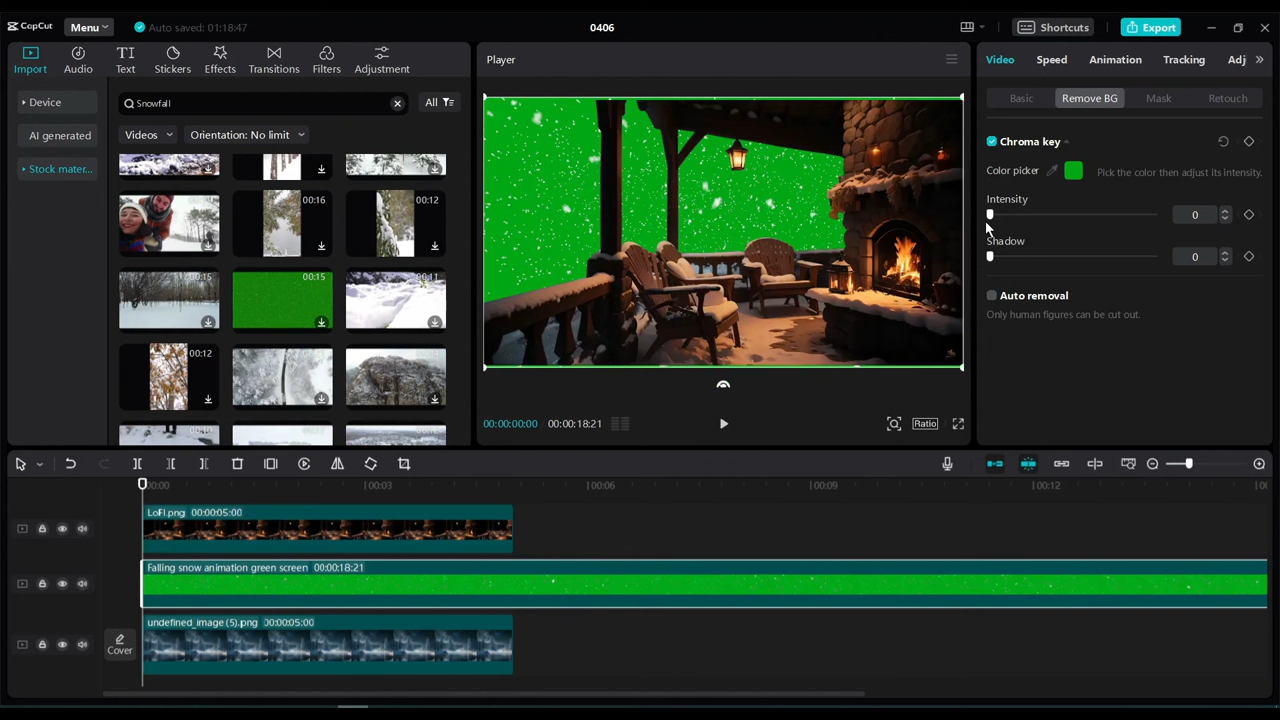 CapCut
Menu
Auto saved: 01:18:47
0406
Shortcuts
Export
Import
Audio
Text
Stickers
Effects
Transitions
Filters
Adjustment
Device
AI generated
Stock mater...
Snowfall
All
Videos
Orientation: No limit
00:16
00:12
00:15
00:15
00:11
00:12
Player
00:00:00:00
00:00:18:21
Ratio
Video
Speed
Animation
Tracking
Adj
Basic
Remove BG
Mask
Retouch
Chroma key
Color picker
Pick the color then adjust its intensity.
Intensity
0
Shadow
0
Auto removal
Only human figures can be cut out.
00:00
00:03
00:06
00:09
00:12
LoFI.png 00:00:05:00
Falling snow animation green screen 00:00:18:21
undefined_image (5).png 00:00:05:00
Cover